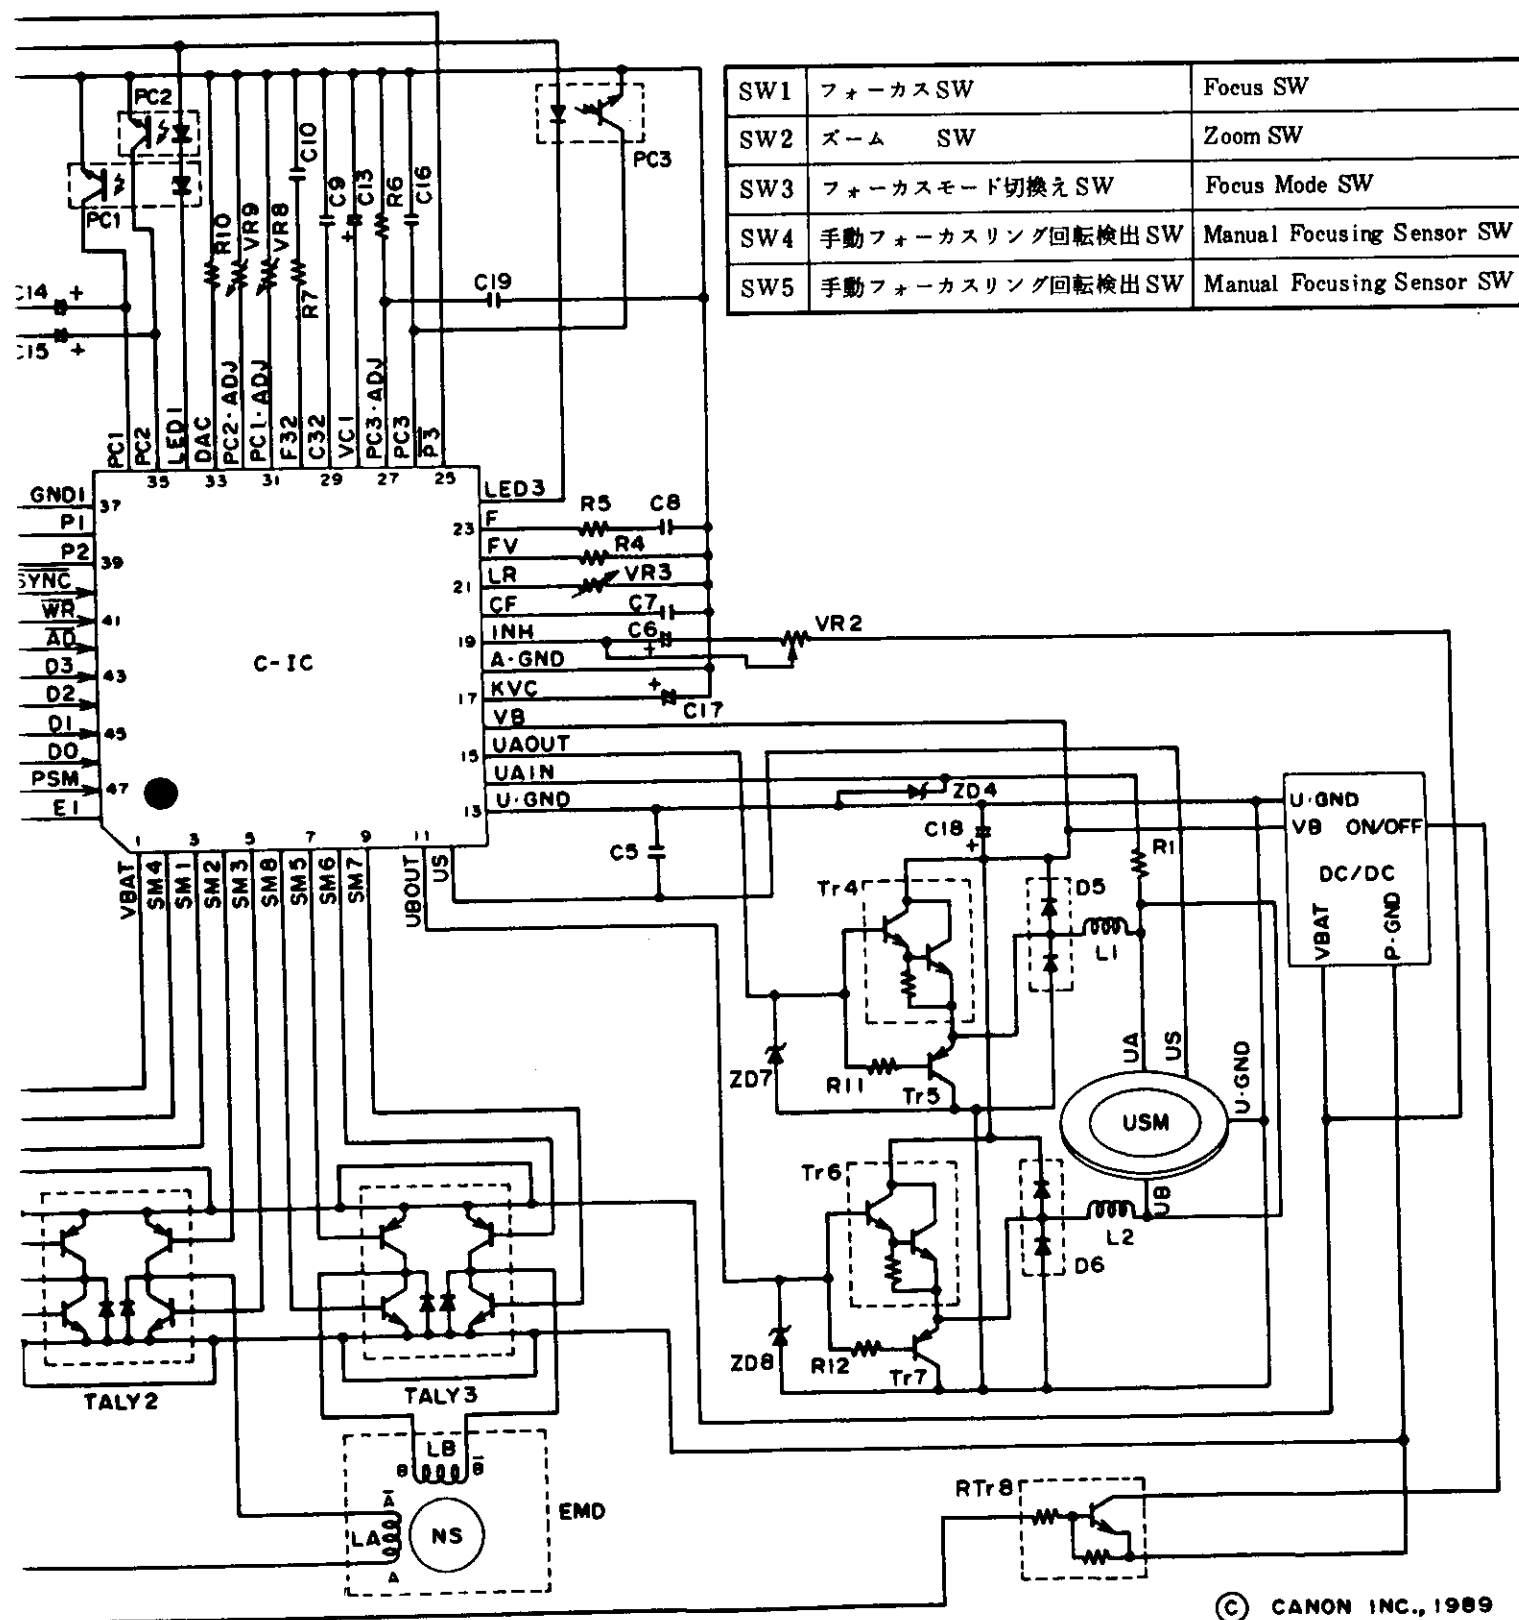 SW1 フォーカスSW Focus SW
SW2 ズーム SW Zoom SW
SW3 フォーカスモード切換えSW Focus Mode SW
SW4 手動フォーカスリング回転検出SW Manual Focusing Sensor SW
SW5 手動フォーカスリング回転検出SW Manual Focusing Sensor SW
PC2
PC1
PC3
R10
VR9
VR8
C10
R7
C9
C13
R6
C16
C19
C14 +
C15 +
+
PC1
PC2
LED1
DAC
PC2·ADJ
PC1·ADJ
F32
C32
VC1
PC3·ADJ
PC3
P3
35 33 31 29 27 25
GND1 37
P1
P2 39
SYNC
WR 41
AD
D3 43
D2
D1 45
D0
PSM 47
E1
C-IC
LED3
23 F R5 C8
FV R4
21 LR VR3
CF C7
19 INH C6 + VR2
A·GND
17 KVC + C17
VB
15 UAOUT
UAIN
13 U·GND
ZD4
C5
C18 +
R1
1 3 5 7 9 11
VBAT
SM4
SM1
SM2
SM3
SM8
SM5
SM6
SM7
UBOUT
US
U·GND
VB ON/OFF
DC/DC
VBAT
P-GND
Tr4
D5
L1
ZD7
R11
Tr5
UA
US
U·GND
USM
UB
Tr6
L2
D6
ZD8
R12
Tr7
TALY2
TALY3
LB
B B
A
LA
A
NS
EMD
RTr8
© CANON INC., 1989